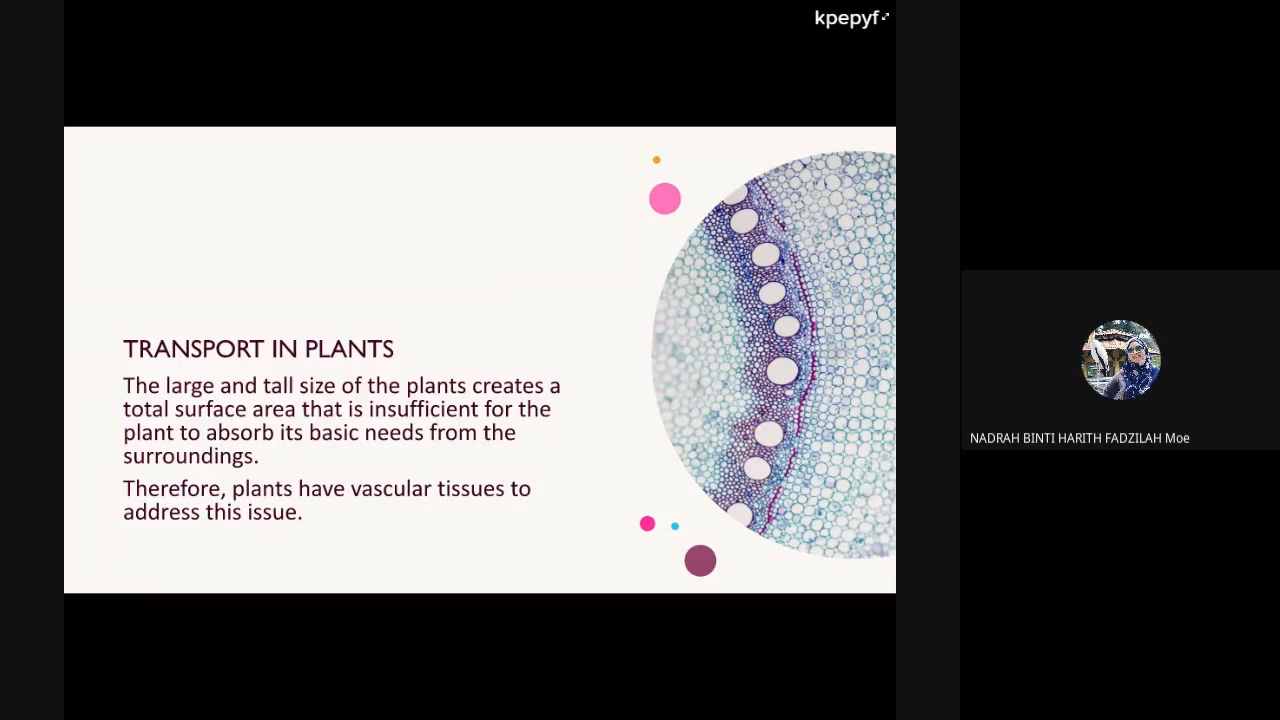 kpepyf
TRANSPORT IN PLANTS
The large and tall size of the plants creates a
total surface area that is insufficient for the
plant to absorb its basic needs from the
surroundings.
Therefore, plants have vascular tissues to
address this issue.
NADRAH BINTI HARITH FADZILAH Moe